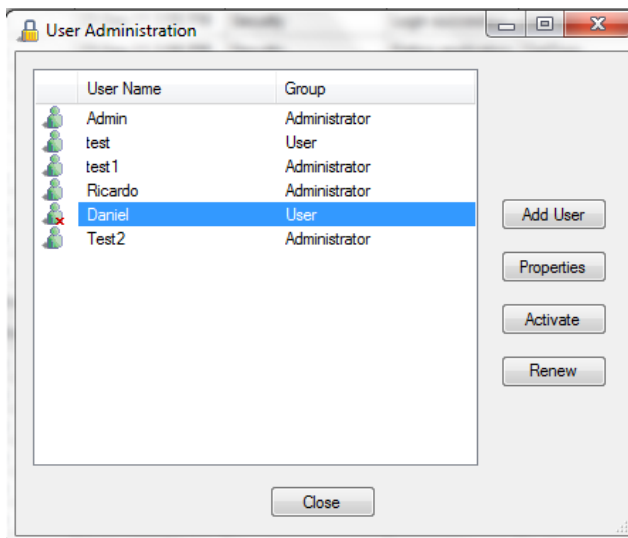 User Administration
User Name Group
Admin Administrator
test User
test1 Administrator
Ricardo Administrator
Daniel User
Test2 Administrator
Add User
Properties
Activate
Renew
Close